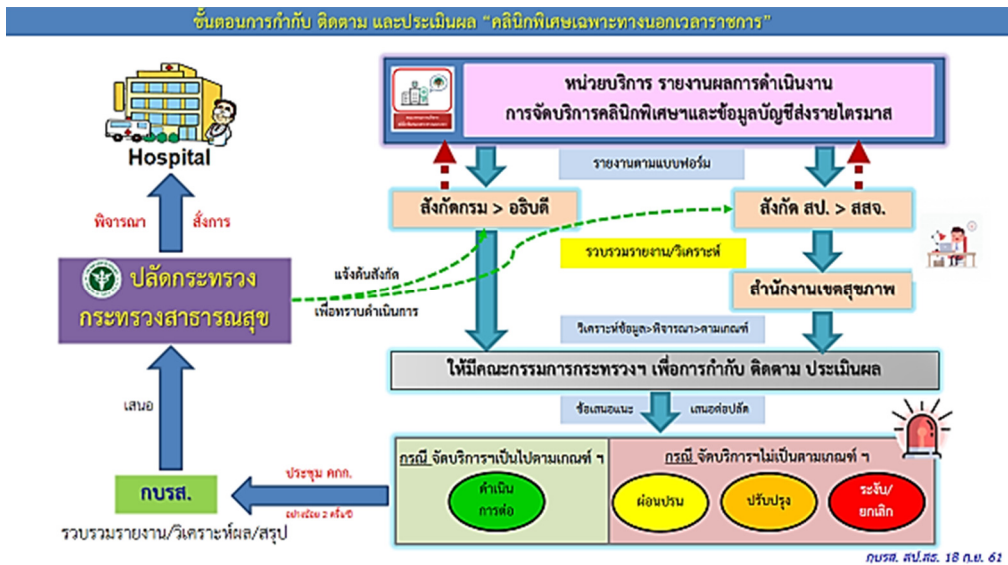 ขั้นตอนการกำกับ ติดตาม และประเมินผล “คลินิกพิเศษเฉพาะทางนอกเวลาราชการ”
หน่วยบริการ รายงานผลการดำเนินงาน
การจัดบริการคลินิกพิเศษฯและข้อมูลบัญชีส่งรายไตรมาส
Hospital
รายงานตามแบบฟอร์ม
สังกัดกรม > อธิบดี
สังกัด สป. > สสจ.
พิจารณา
สั่งการ
รวบรวมรายงาน/วิเคราะห์
ปลัดกระทรวง
กระทรวงสาธารณสุข
แจ้งต้นสังกัด
เพื่อทราบดำเนินการ
สำนักงานเขตสุขภาพ
วิเคราะห์ข้อมูล>พิจารณา>ตามเกณฑ์
ให้มีคณะกรรมการกระทรวงฯ เพื่อการกำกับ ติดตาม ประเมินผล
เสนอ
ข้อเสนอแนะ
เสนอต่อปลัด
กรณี จัดบริการฯเป็นไปตามเกณฑ์ ฯ
กรณี จัดบริการฯไม่เป็นตามเกณฑ์ ฯ
ดำเนิน
การต่อ
ผ่อนปรน
ปรับปรุง
ระงับ/
ยกเลิก
ประชุม คกก.
อย่างน้อย 2 ครั้ง/ปี
กบรส.
รวบรวมรายงาน/วิเคราะห์ผล/สรุป
กบรส. สป.สธ. 18 ก.ย. 61